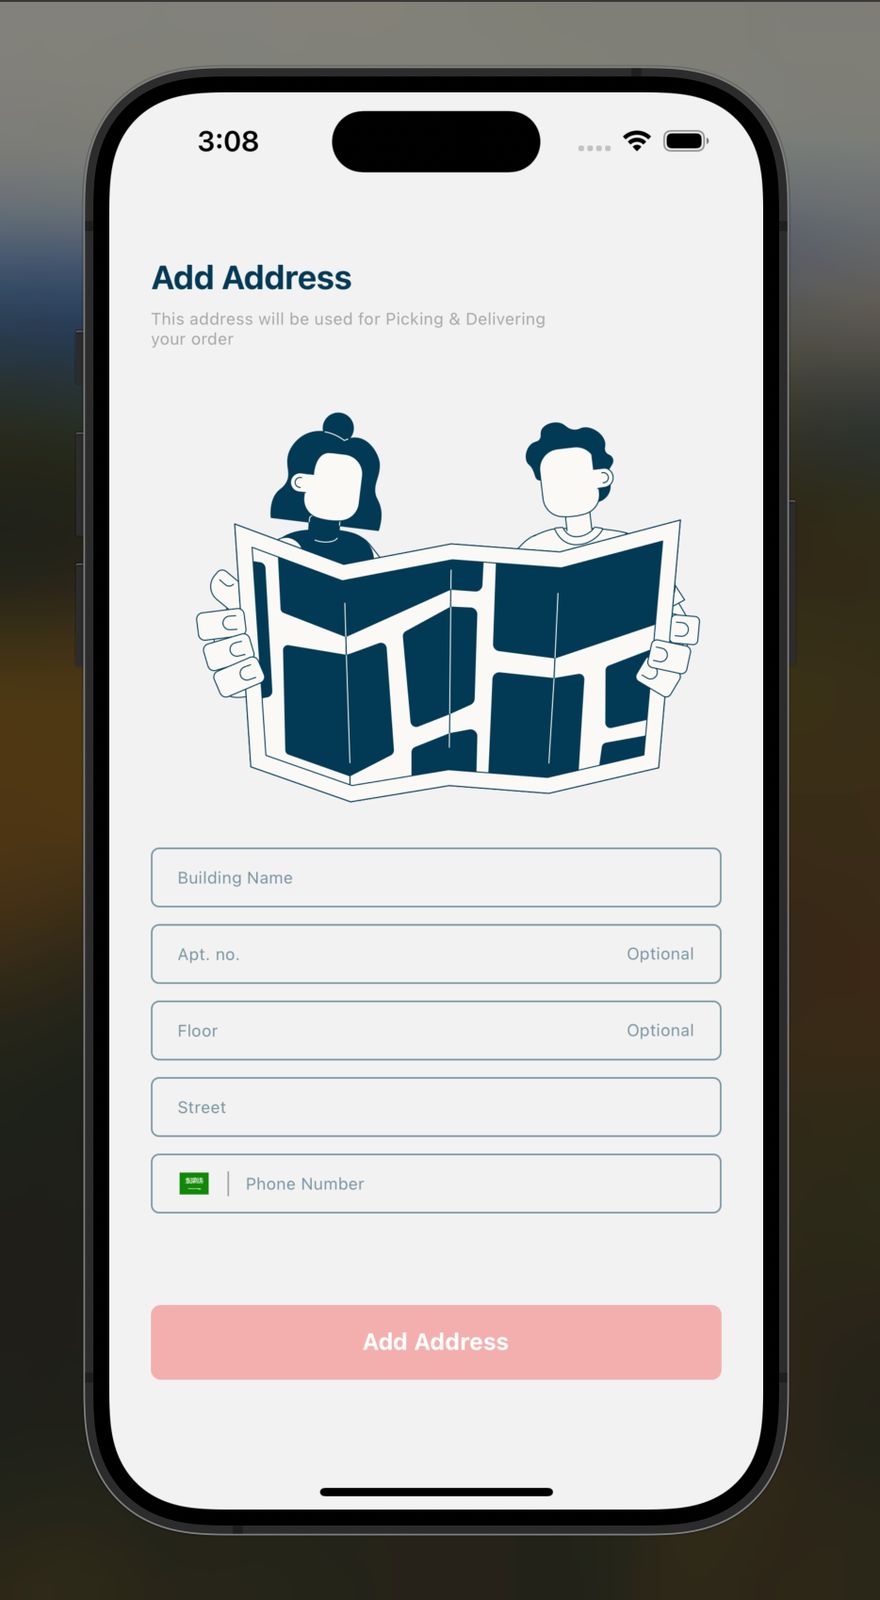 3:08
Add Address
This address will be used for Picking & Delivering
your order
Building Name
Apt. no. Optional
Floor Optional
Street
Phone Number
Add Address